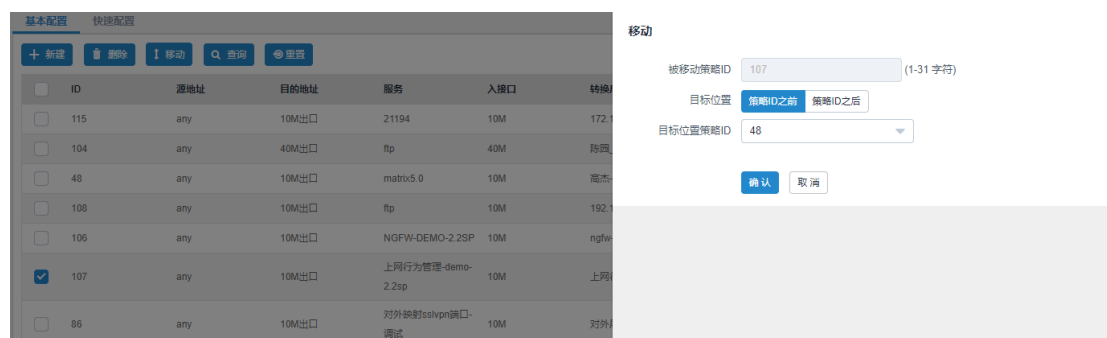 基本配置 快速配置
新建 删除 移动 查询 重置
ID 源地址 目的地址 服务 入接口
115 any 10M出口 21194 10M 172.1
104 any 40M出口 ftp 40M
48 any 10M出口 matrix5.0 10M 高杰-
108 any 10M出口 ftp 10M 192.1
106 any 10M出口 NGFW-DEMO-2.2SP 10M ngfw-
107 any 10M出口 上网行为管理-demo-2.2sp 10M 上网
86 any 10M出口 对外映射sslvpn端口-调试 10M 对外
移动
被移动策略ID 107 (1-31 字符)
目标位置 策略ID之前 策略ID之后
目标位置策略ID 48
确认 取消